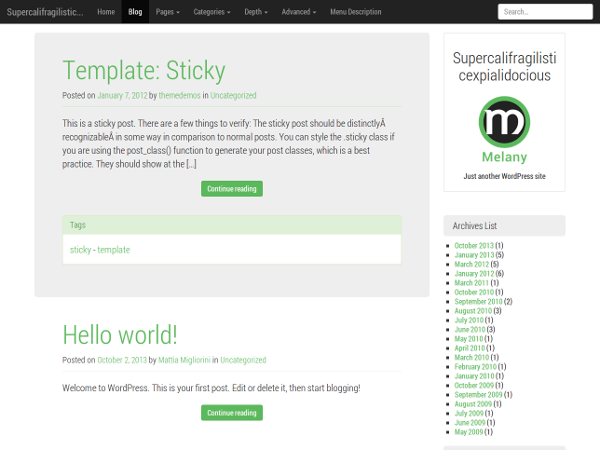 Supercalifragilistic... Home Blog Pages Categories Depth Advanced Menu Description Search...
Template: Sticky
Posted on January 7, 2012 by themedemos in Uncategorized
This is a sticky post. There are a few things to verify: The sticky post should be distinctlyÂ
recognizableÂ in some way in comparison to normal posts. You can style the .sticky class if
you are using the post_class() function to generate your post classes, which is a best
practice. They should show at the [...]
Continue reading
Tags
sticky - template
Hello world!
Posted on October 2, 2013 by Mattia Migliorini in Uncategorized
Welcome to WordPress. This is your first post. Edit or delete it, then start blogging!
Continue reading
Supercalifragilisti
cexpialidocious
m
Melany
Just another WordPress site
Archives List
October 2013 (1)
January 2013 (5)
March 2012 (5)
January 2012 (6)
March 2011 (1)
October 2010 (1)
September 2010 (2)
August 2010 (3)
July 2010 (1)
June 2010 (3)
May 2010 (1)
April 2010 (1)
March 2010 (1)
February 2010 (1)
January 2010 (1)
October 2009 (1)
September 2009 (1)
August 2009 (1)
July 2009 (1)
June 2009 (1)
May 2009 (1)